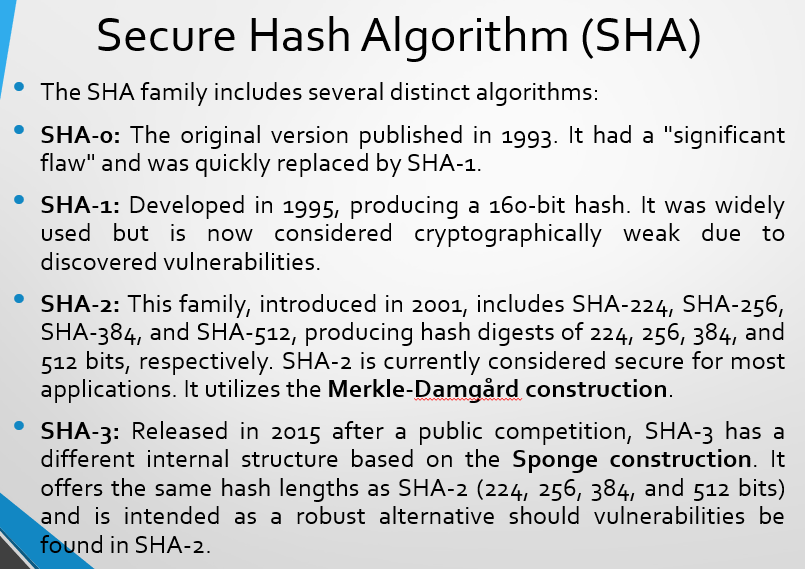 Secure Hash Algorithm (SHA)
• The SHA family includes several distinct algorithms:
• SHA-0: The original version published in 1993. It had a "significant
flaw" and was quickly replaced by SHA-1.
• SHA-1: Developed in 1995, producing a 160-bit hash. It was widely
used but is now considered cryptographically weak due to
discovered vulnerabilities.
• SHA-2: This family, introduced in 2001, includes SHA-224, SHA-256,
SHA-384, and SHA-512, producing hash digests of 224, 256, 384, and
512 bits, respectively. SHA-2 is currently considered secure for most
applications. It utilizes the Merkle-Damgård construction.
• SHA-3: Released in 2015 after a public competition, SHA-3 has a
different internal structure based on the Sponge construction. It
offers the same hash lengths as SHA-2 (224, 256, 384, and 512 bits)
and is intended as a robust alternative should vulnerabilities be
found in SHA-2.